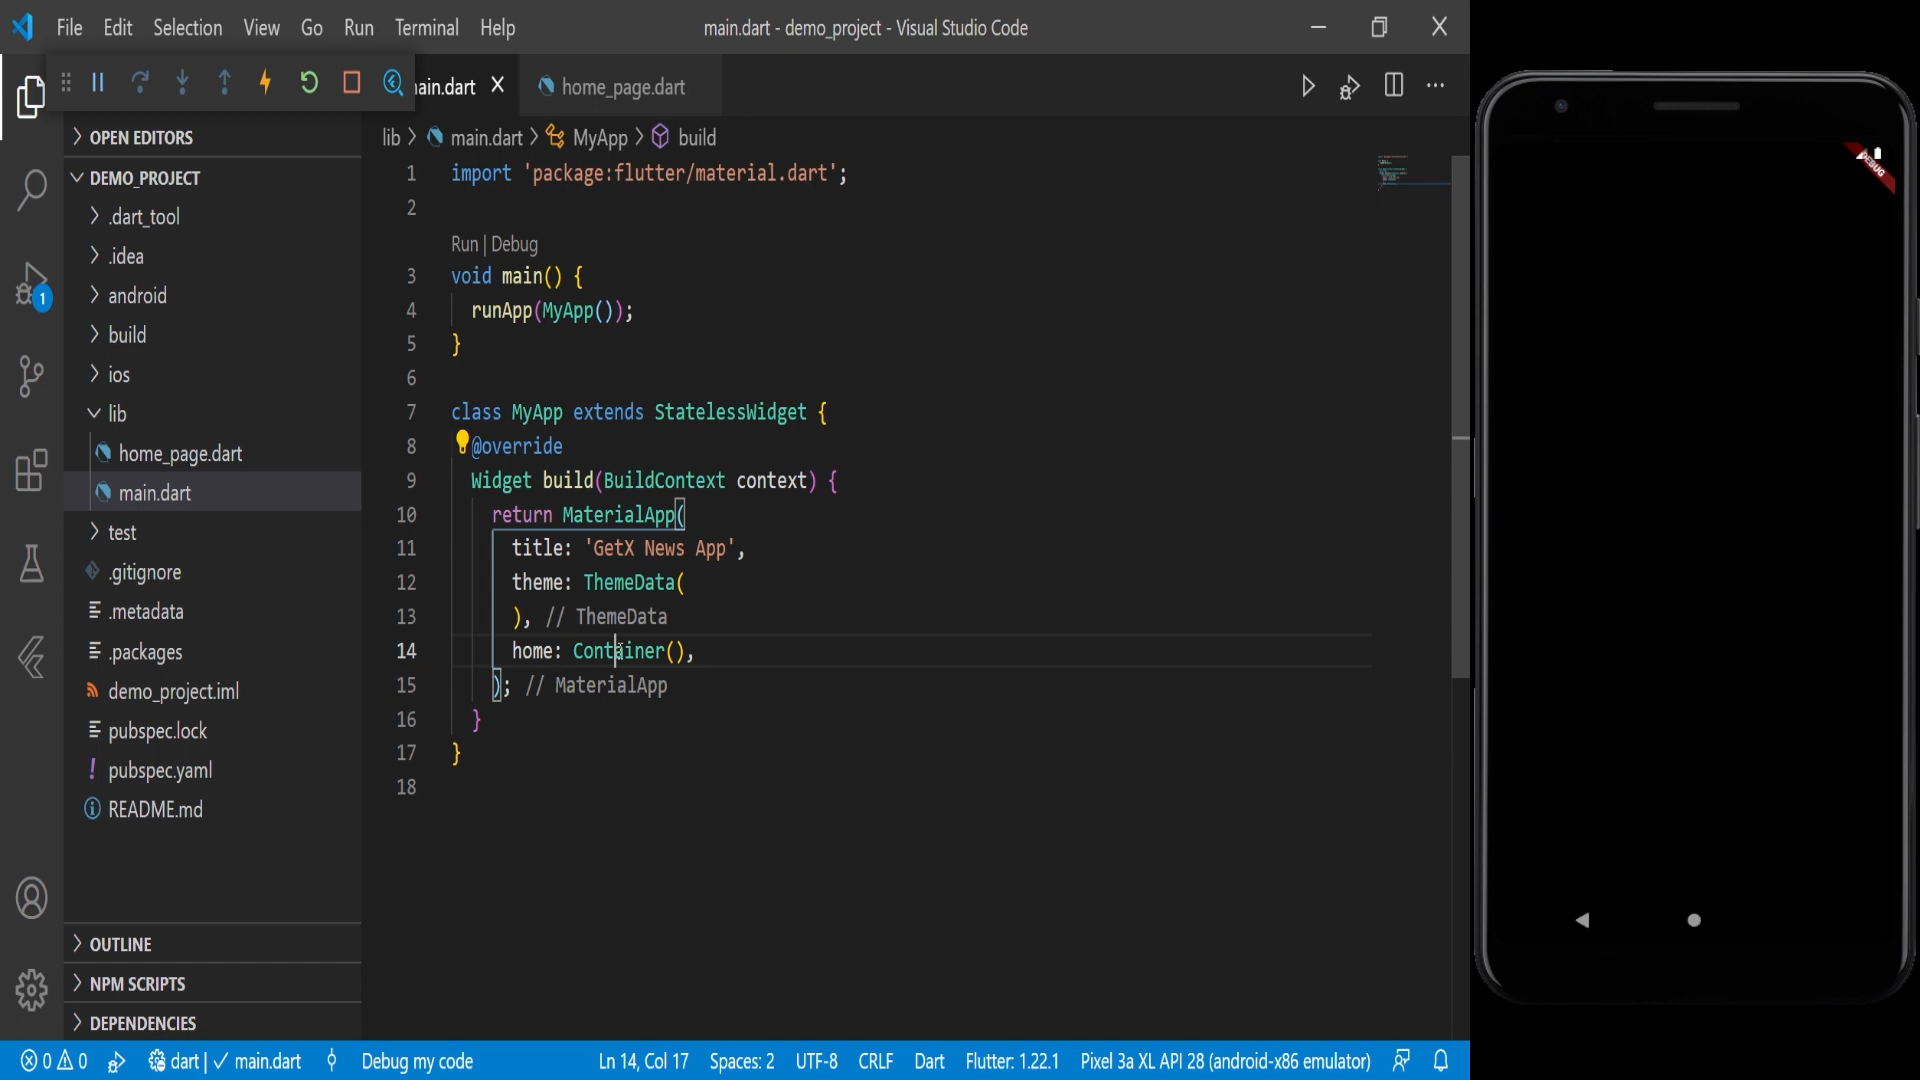 File Edit Selection View Go Run Terminal Help main.dart - demo_project - Visual Studio Code
ain.dart home_page.dart
OPEN EDITORS
lib main.dart MyApp build
DEMO_PROJECT
.dart_tool
.idea
android
build
ios
lib
home_page.dart
main.dart
test
.gitignore
.metadata
.packages
demo_project.iml
pubspec.lock
! pubspec.yaml
README.md
OUTLINE
NPM SCRIPTS
DEPENDENCIES
1
1 import 'package:flutter/material.dart';
2
Run | Debug
3 void main() {
4 runApp(MyApp());
5 }
6
7 class MyApp extends StatelessWidget {
8 @override
9 Widget build(BuildContext context) {
10 return MaterialApp(
11 title: 'GetX News App',
12 theme: ThemeData(
13 ), // ThemeData
14 home: Container(),
15 ); // MaterialApp
16 }
17 }
18
DEBUG
0 0 dart | main.dart Debug my code Ln 14, Col 17 Spaces: 2 UTF-8 CRLF Dart Flutter: 1.22.1 Pixel 3a XL API 28 (android-x86 emulator)